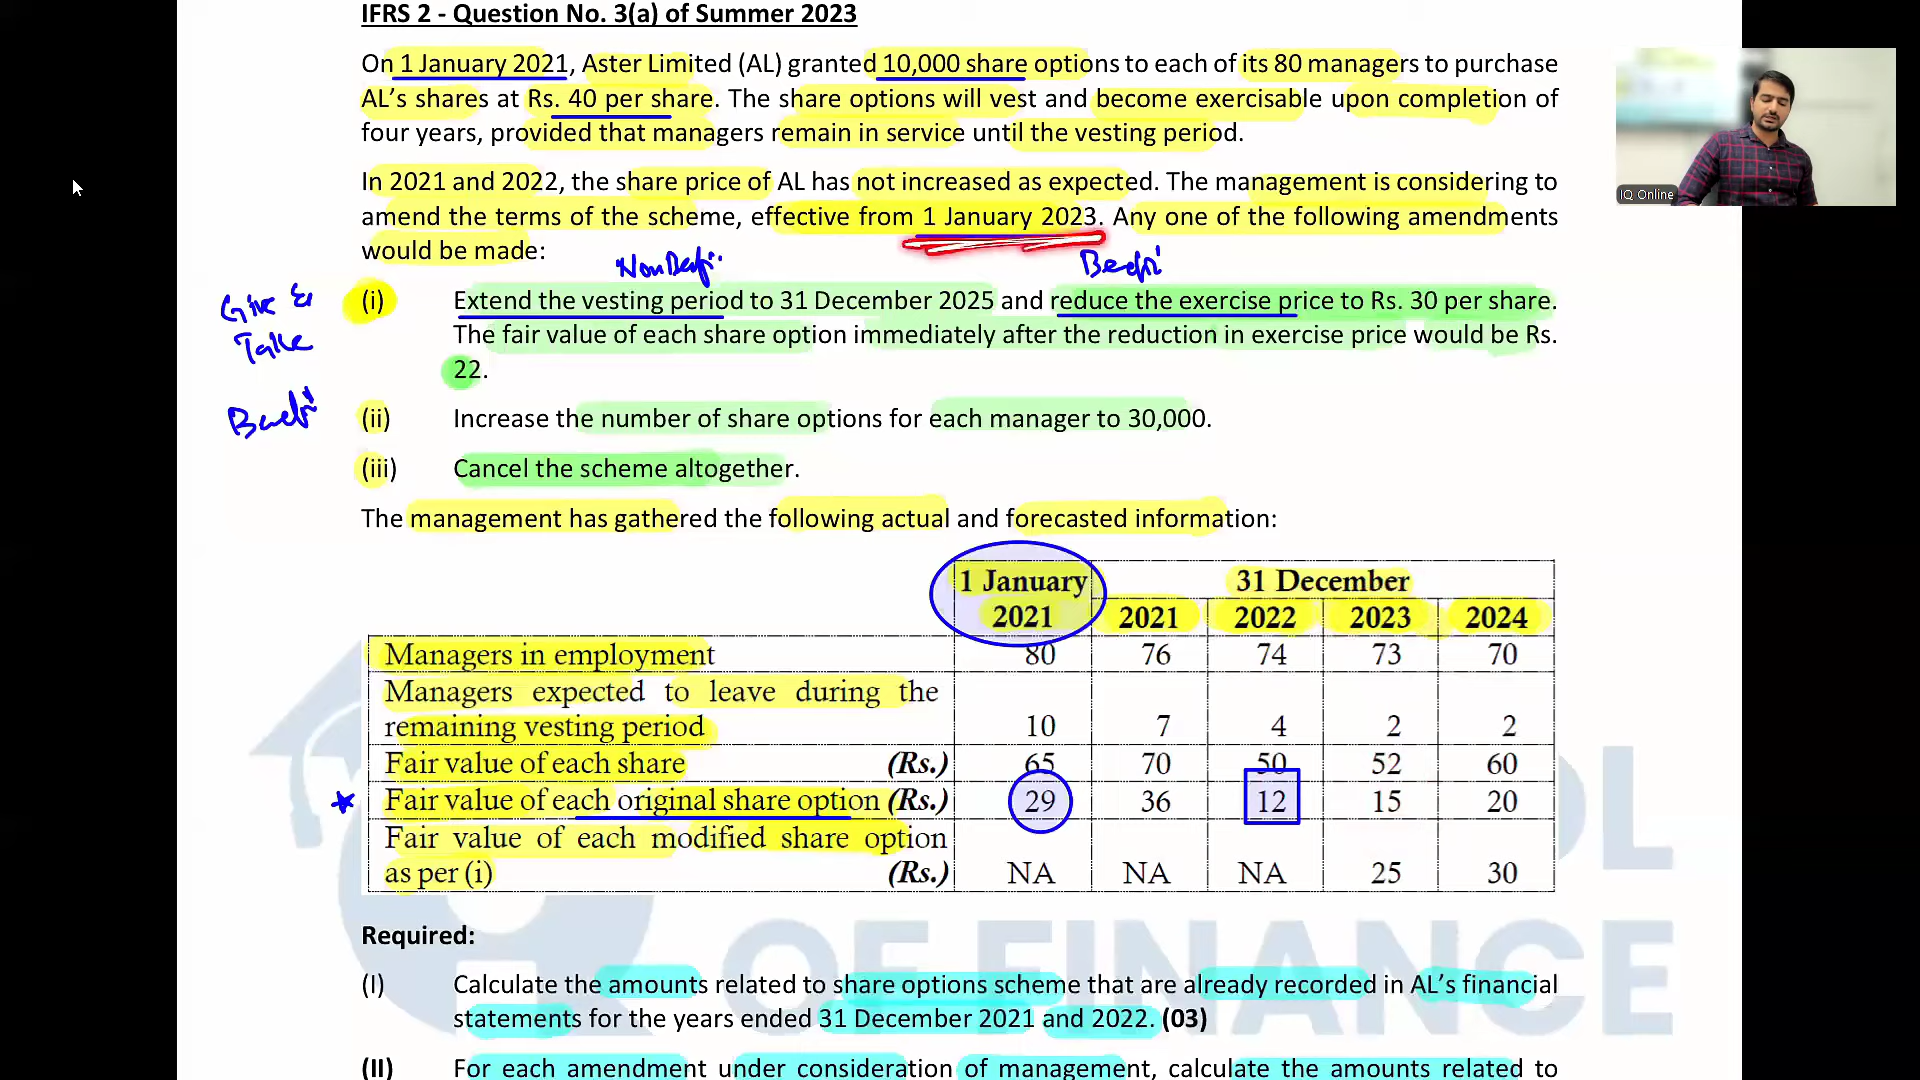 IFRS 2 - Question No. 3(a) of Summer 2023
On 1 January 2021, Aster Limited (AL) granted 10,000 share options to each of its 80 managers to purchase
AL's shares at Rs. 40 per share. The share options will vest and become exercisable upon completion of
four years, provided that managers remain in service until the vesting period.
In 2021 and 2022, the share price of AL has not increased as expected. The management is considering to
amend the terms of the scheme, effective from 1 January 2023. Any one of the following amendments
would be made:
Give &
Take
(i) Extend the vesting period to 31 December 2025 and reduce the exercise price to Rs. 30 per share.
The fair value of each share option immediately after the reduction in exercise price would be Rs.
22.
(ii) Increase the number of share options for each manager to 30,000.
(iii) Cancel the scheme altogether.
The management has gathered the following actual and forecasted information:
1 January 2021 31 December
2021 2022 2023 2024
Managers in employment 80 76 74 73 70
Managers expected to leave during the
remaining vesting period 10 7 4 2 2
Fair value of each share (Rs.) 65 70 50 52 60
Fair value of each original share option (Rs.) 29 36 12 15 20
Fair value of each modified share option
as per (i) (Rs.) NA NA NA 25 30
Required:
(I) Calculate the amounts related to share options scheme that are already recorded in AL's financial
statements for the years ended 31 December 2021 and 2022. (03)
(II) For each amendment under consideration of management, calculate the amounts related to
OL
OF FINANCE
IQ Online